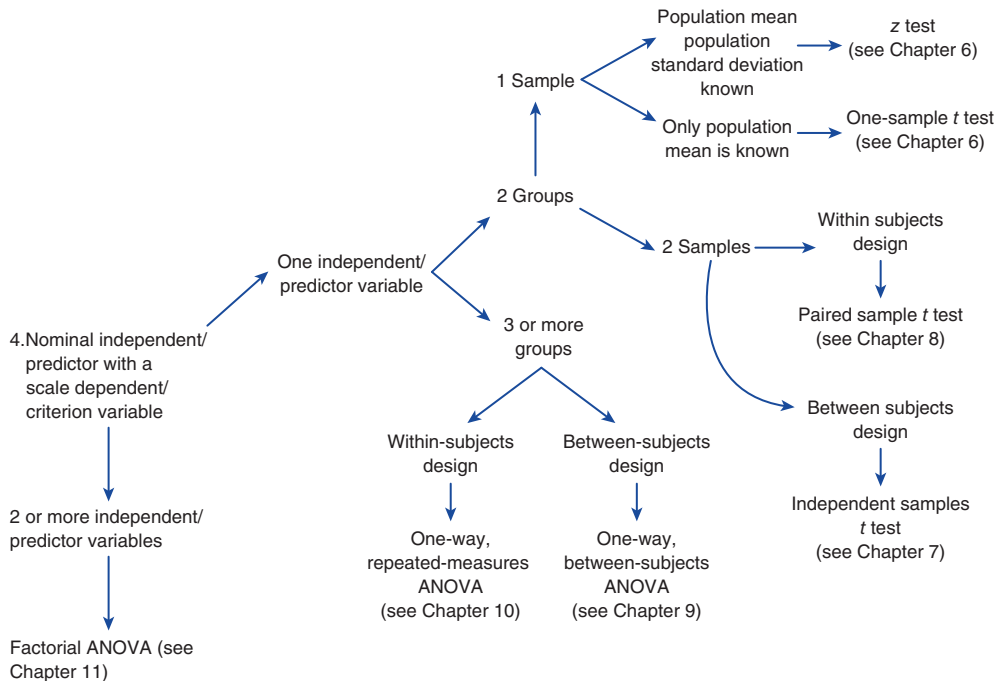 Population mean
population
standard deviation
known
z test
(see Chapter 6)
1 Sample
Only population
mean is known
One-sample t test
(see Chapter 6)
2 Groups
2 Samples
Within subjects
design
One independent/
predictor variable
Paired sample t test
(see Chapter 8)
3 or more
groups
4.Nominal independent/
predictor with a
scale dependent/
criterion variable
Between subjects
design
Within-subjects
design
Between-subjects
design
Independent samples
t test
(see Chapter 7)
2 or more independent/
predictor variables
One-way,
repeated-measures
ANOVA
(see Chapter 10)
One-way,
between-subjects
ANOVA
(see Chapter 9)
Factorial ANOVA (see
Chapter 11)